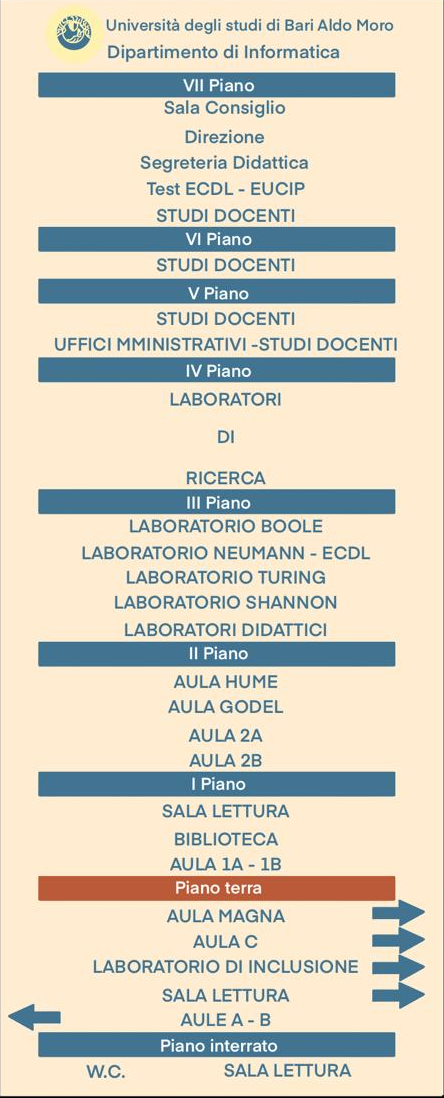 Università degli studi di Bari Aldo Moro
Dipartimento di Informatica
VII Piano
Sala Consiglio
Direzione
Segreteria Didattica
Test ECDL - EUCIP
STUDI DOCENTI
VI Piano
STUDI DOCENTI
V Piano
STUDI DOCENTI
UFFICI MMINISTRATIVI -STUDI DOCENTI
IV Piano
LABORATORI
DI
RICERCA
III Piano
LABORATORIO BOOLE
LABORATORIO NEUMANN - ECDL
LABORATORIO TURING
LABORATORIO SHANNON
LABORATORI DIDATTICI
II Piano
AULA HUME
AULA GODEL
AULA 2A
AULA 2B
I Piano
SALA LETTURA
BIBLIOTECA
AULA 1A - 1B
Piano terra
AULA MAGNA
AULA C
LABORATORIO DI INCLUSIONE
SALA LETTURA
AULE A - B
Piano interrato
W.C. SALA LETTURA